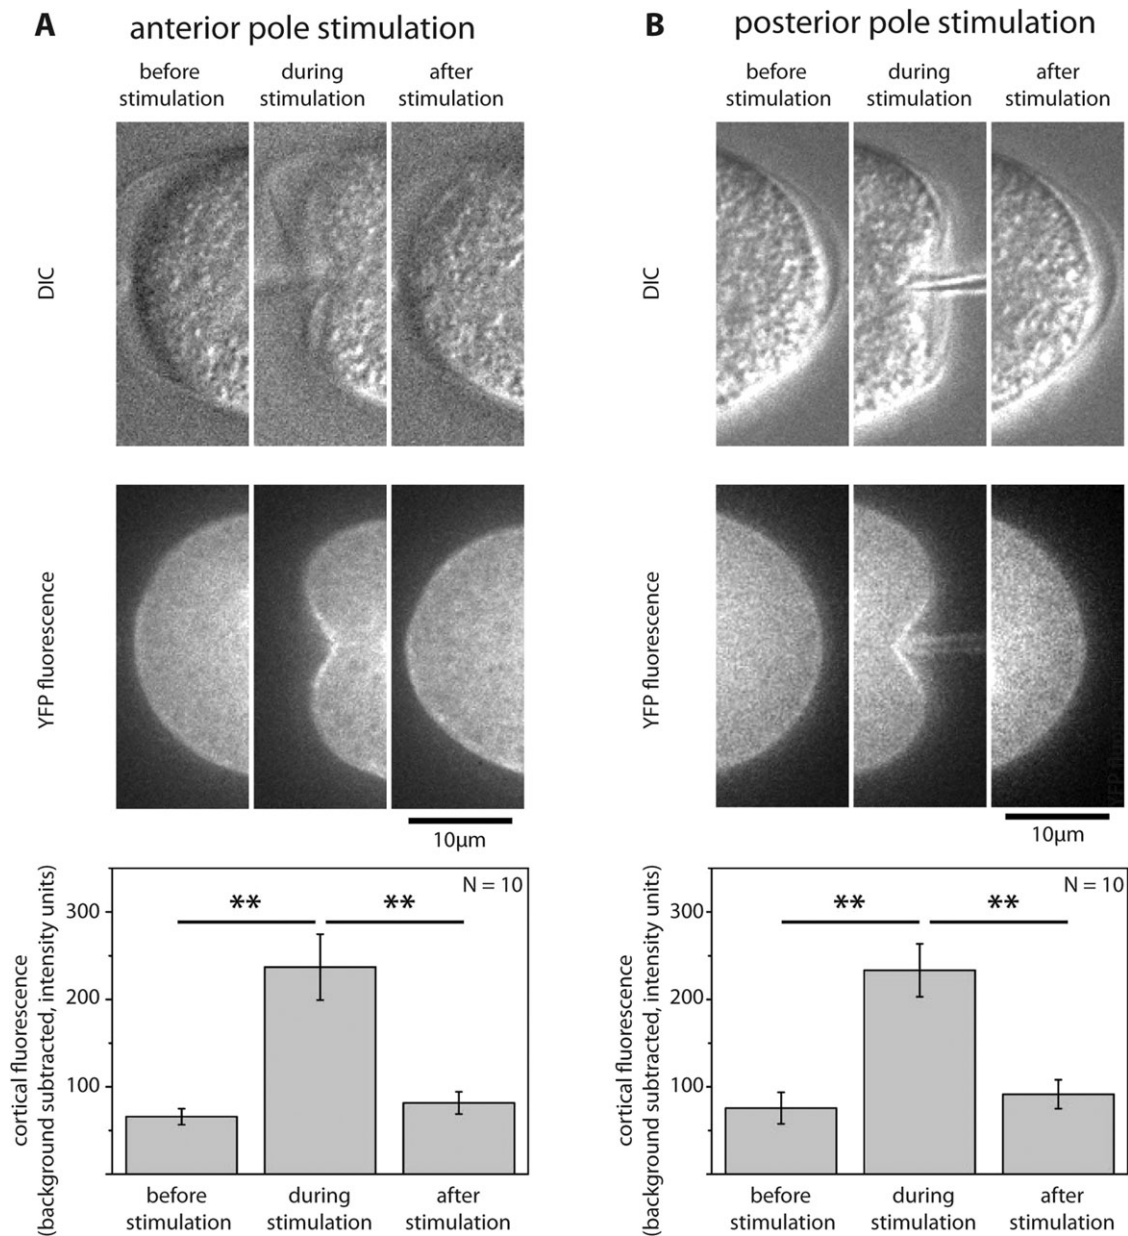 A
anterior pole stimulation
before
stimulation
during
stimulation
after
stimulation
DIC
YFP fluorescence
10µm
cortical fluorescence
(background subtracted, intensity units)
300
200
100
N = 10
**
**
before
stimulation
during
stimulation
after
stimulation
B
posterior pole stimulation
before
stimulation
during
stimulation
after
stimulation
DIC
YFP fluorescence
10µm
cortical fluorescence
(background subtracted, intensity units)
300
200
100
N = 10
**
**
before
stimulation
during
stimulation
after
stimulation